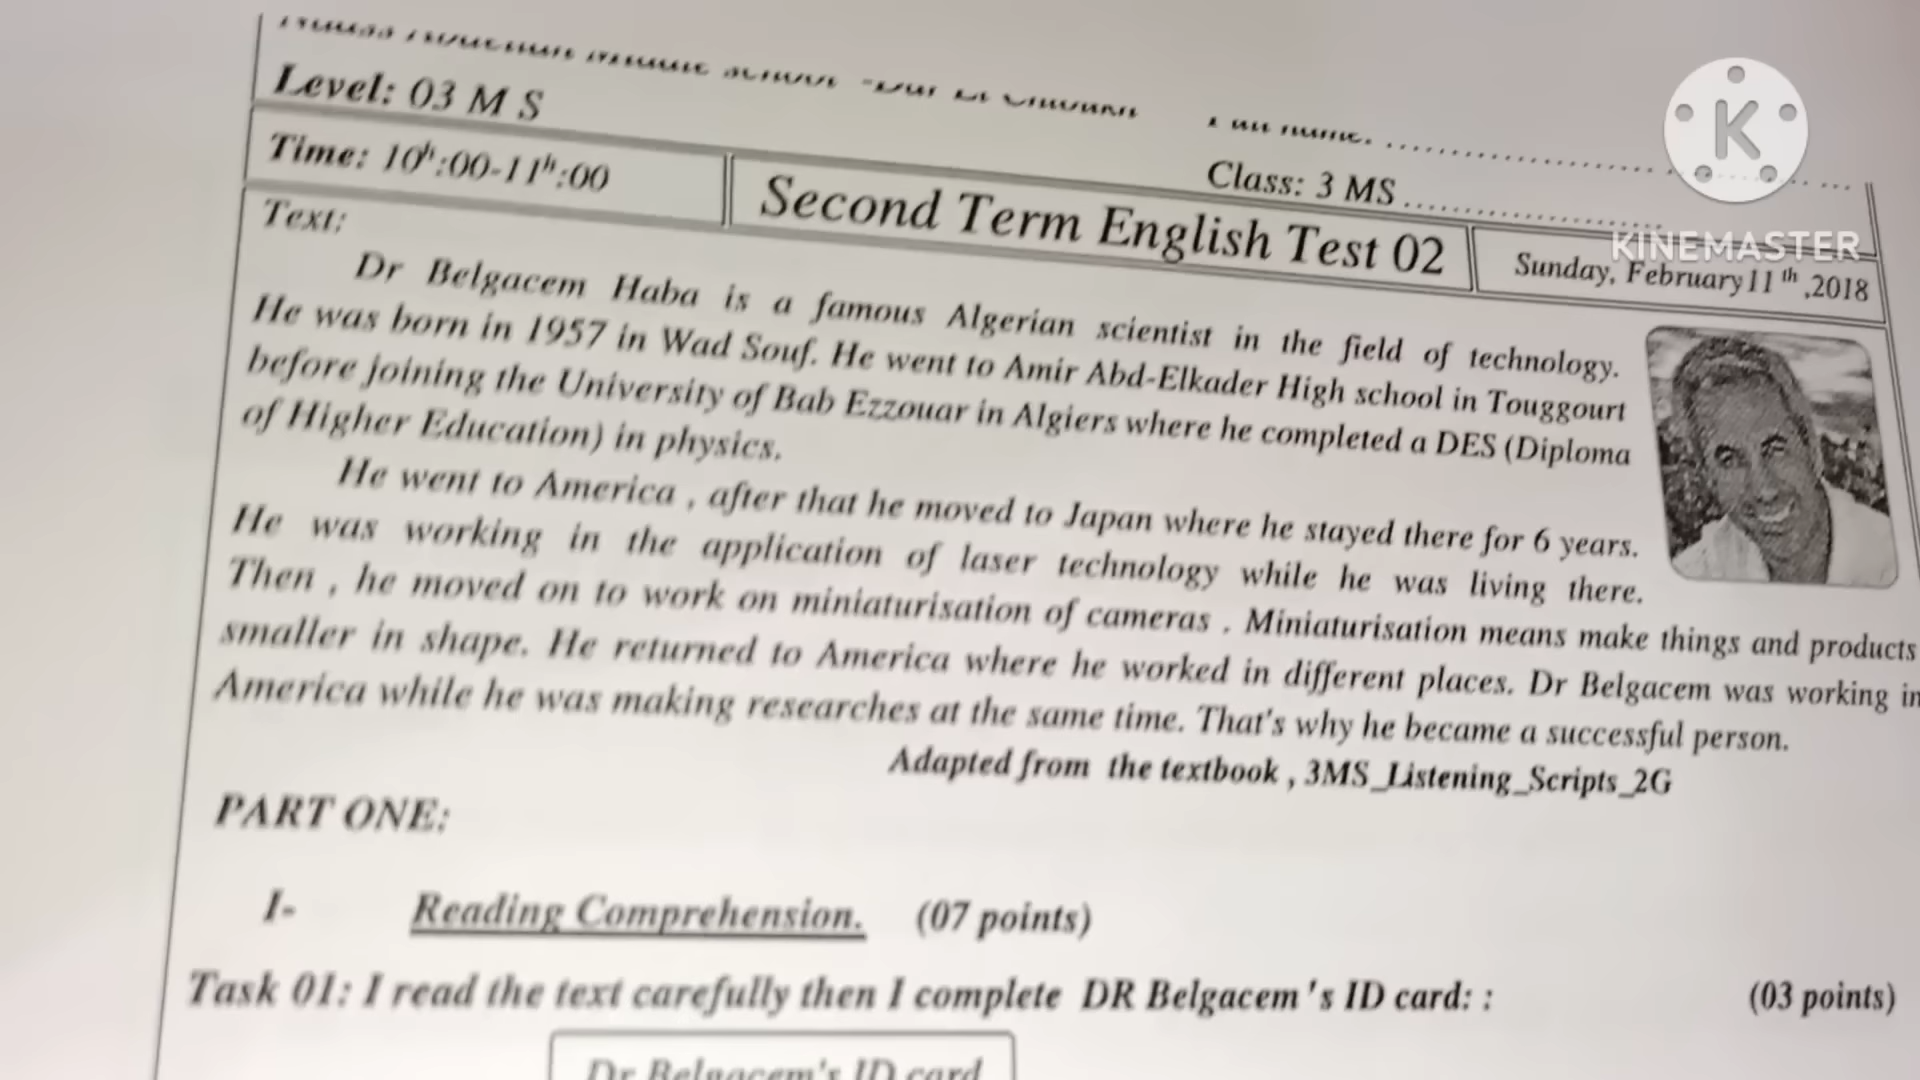 Level: 03 M S
Class: 3 MS ......................
K
KINEMASTER
Time: 10h:00-11h:00
Second Term English Test 02
Sunday, February11 th ,2018
Text:
Dr Belgacem Haba is a famous Algerian scientist in the field of technology.
He was born in 1957 in Wad Souf. He went to Amir Abd-Elkader High school in Touggourt
before joining the University of Bab Ezzouar in Algiers where he completed a DES (Diploma
of Higher Education) in physics.
He went to America , after that he moved to Japan where he stayed there for 6 years.
He was working in the application of laser technology while he was living there.
Then , he moved on to work on miniaturisation of cameras . Miniaturisation means make things and products
smaller in shape. He returned to America where he worked in different places. Dr Belgacem was working in
America while he was making researches at the same time. That's why he became a successful person.
Adapted from the textbook , 3MS_Listening_Scripts_2G
PART ONE:
I- Reading Comprehension. (07 points)
Task 01: I read the text carefully then I complete DR Belgacem's ID card: : (03 points)
Dr Belgacem's ID card